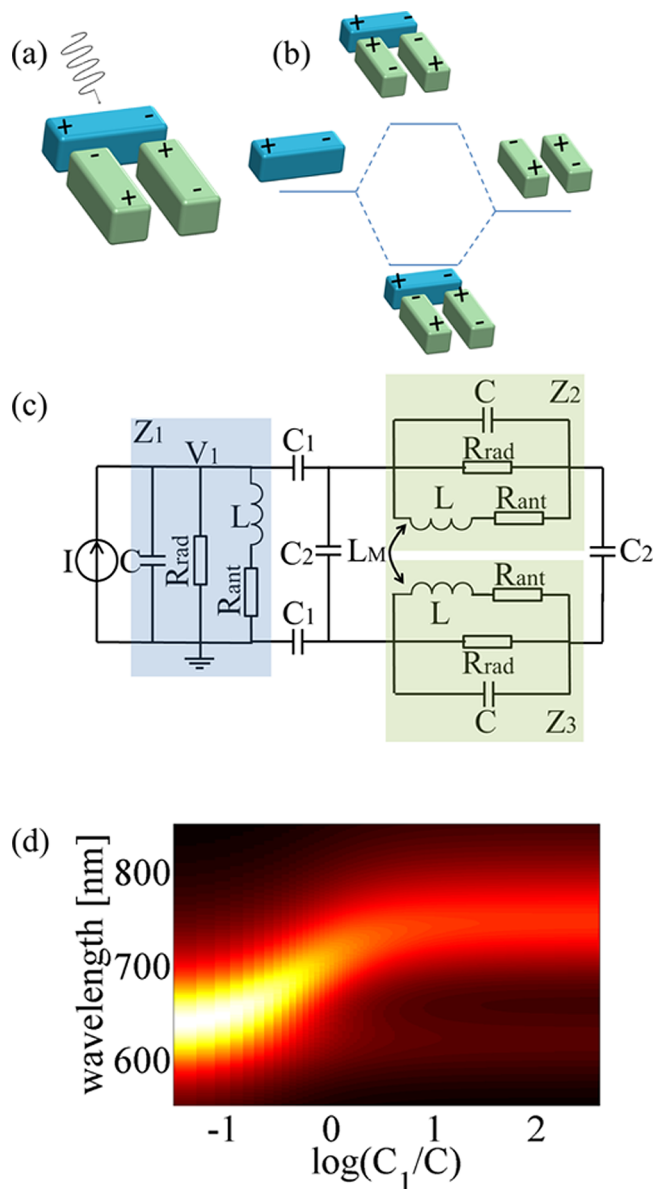 (a)
(b)
+ -
- +
+ -
+ -
+ +
- -
+ -
- +
+ -
+ -
- +
+ -
(c)
Z1
V1
C1
C
Z2
Rrad
L
Rant
I
C
Rrad
L
Rant
C2
LM
C2
C1
L
Rant
Rrad
C
Z3
(d)
wavelength [nm]
800
700
600
-1 0 1 2
log(C1/C)